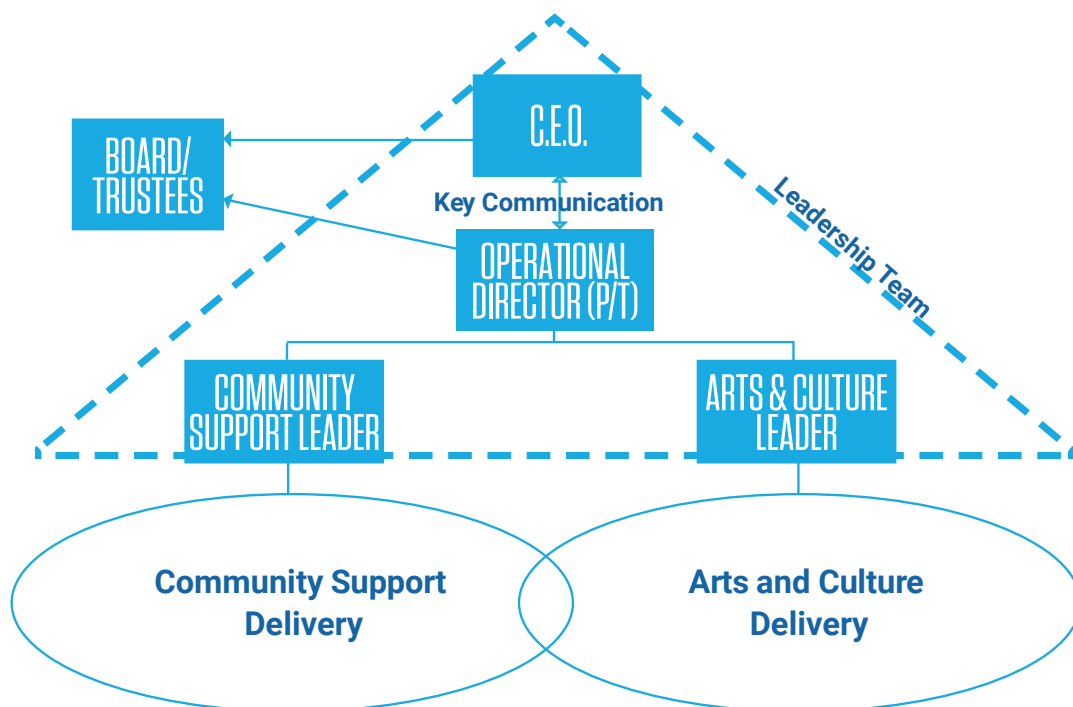 C.E.O.
BOARD/
TRUSTEES
Key Communication
Leadership Team
OPERATIONAL
DIRECTOR (P/T)
COMMUNITY
SUPPORT LEADER
ARTS & CULTURE
LEADER
Community Support
Delivery
Arts and Culture
Delivery